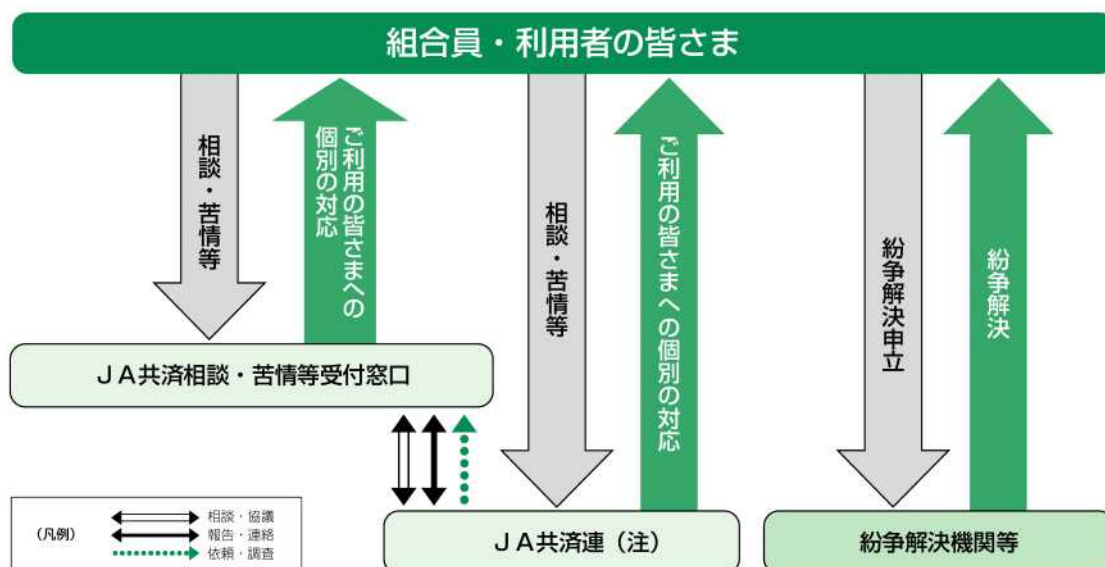 組合員・利用者の皆さま
相談・苦情等
ご利用の皆さまへの
個別の対応
相談・苦情等
ご利用の皆さまへの個別の対応
紛争解決申立
紛争解決
ＪＡ共済相談・苦情等受付窓口
ＪＡ共済連（注）
紛争解決機関等
（凡例）
相談・協議
報告・連絡
依頼・調査